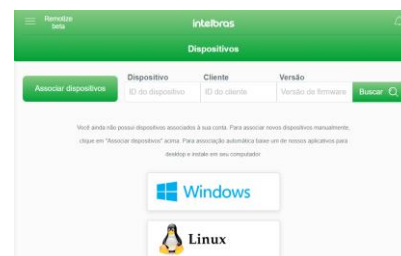 Remotize
beta
intelbras
Dispositivos
Associar dispositivos
Dispositivo
ID do dispositivo
Cliente
ID do cliente
Versão
Versão de firmware
Buscar
Você ainda não possui dispositivos associados à sua conta. Para associar novos dispositivos manualmente,
clique em "Associar dispositivos" acima. Para associação automática baixe um de nossos aplicativos para
desktop e instale em seu computador
Windows
Linux